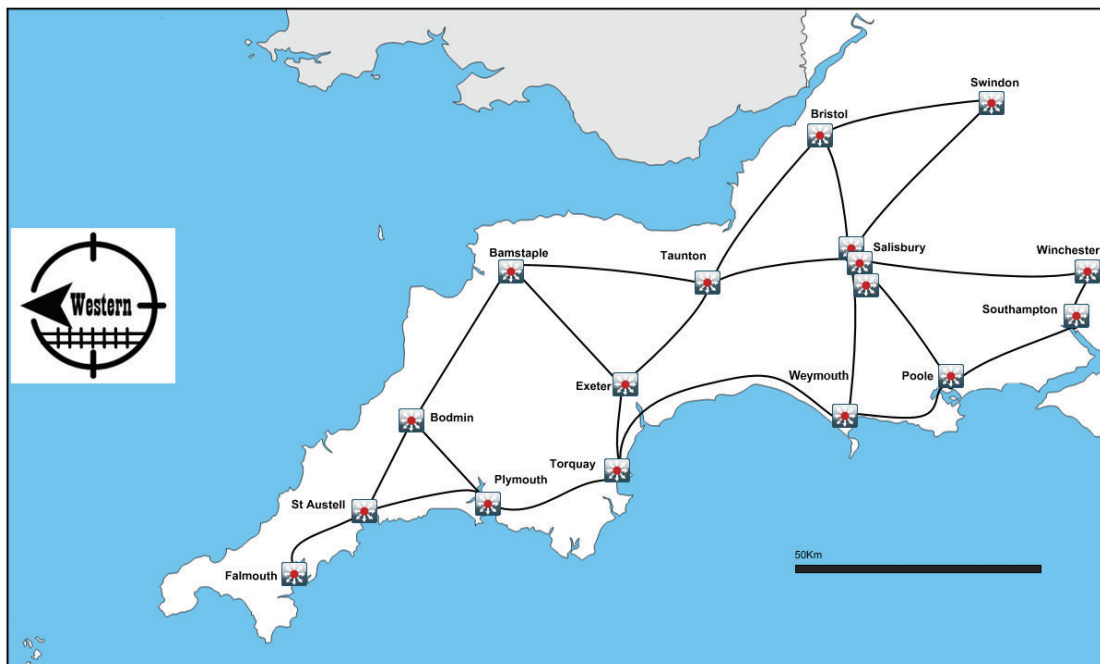 Swindon
Bristol
Salisbury
Winchester
Bamstaple
Taunton
Western
Southampton
Exeter
Weymouth
Poole
Bodmin
Torquay
Plymouth
St Austell
50Km
Falmouth